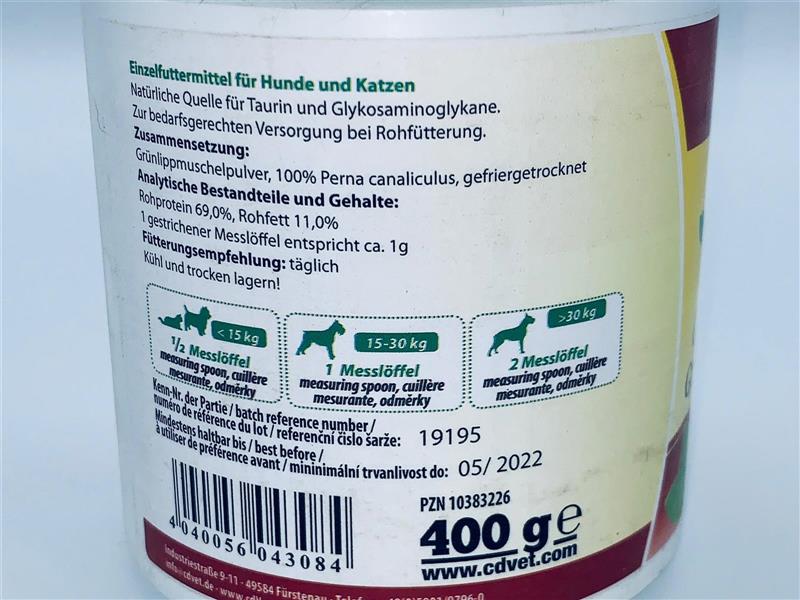 Einzelfuttermittel für Hunde und Katzen
Natürliche Quelle für Taurin und Glykosaminoglykane.
Zur bedarfsgerechten Versorgung bei Rohfütterung.
Zusammensetzung:
Grünlippmuschelpulver, 100% Perna canaliculus, gefriergetrocknet
Analytische Bestandteile und Gehalte:
Rohprotein 69,0%, Rohfett 11,0%
1 gestrichener Messlöffel entspricht ca. 1g
Fütterungsempfehlung: täglich
Kühl und trocken lagern!
< 15 kg
1/2 Messlöffel
measuring spoon, cuillère
mesurante, odměrky
15-30 kg
1 Messlöffel
measuring spoon, cuillère
mesurante, odměrky
>30 kg
2 Messlöffel
measuring spoon, cuillère
mesurante, odměrky
Kenn-Nr. der Partie / batch reference number /
numéro de référence du lot / referenční číslo šarže: 19195
Mindestens haltbar bis / best before /
à utiliser de préférence avant / mininimální trvanlivost do: 05/ 2022
4 040056 043084
PZN 10383226
400 g e
www.cdvet.com
Industriestraße 9-11 - 49584 Fürstenau
info@cdvet.de